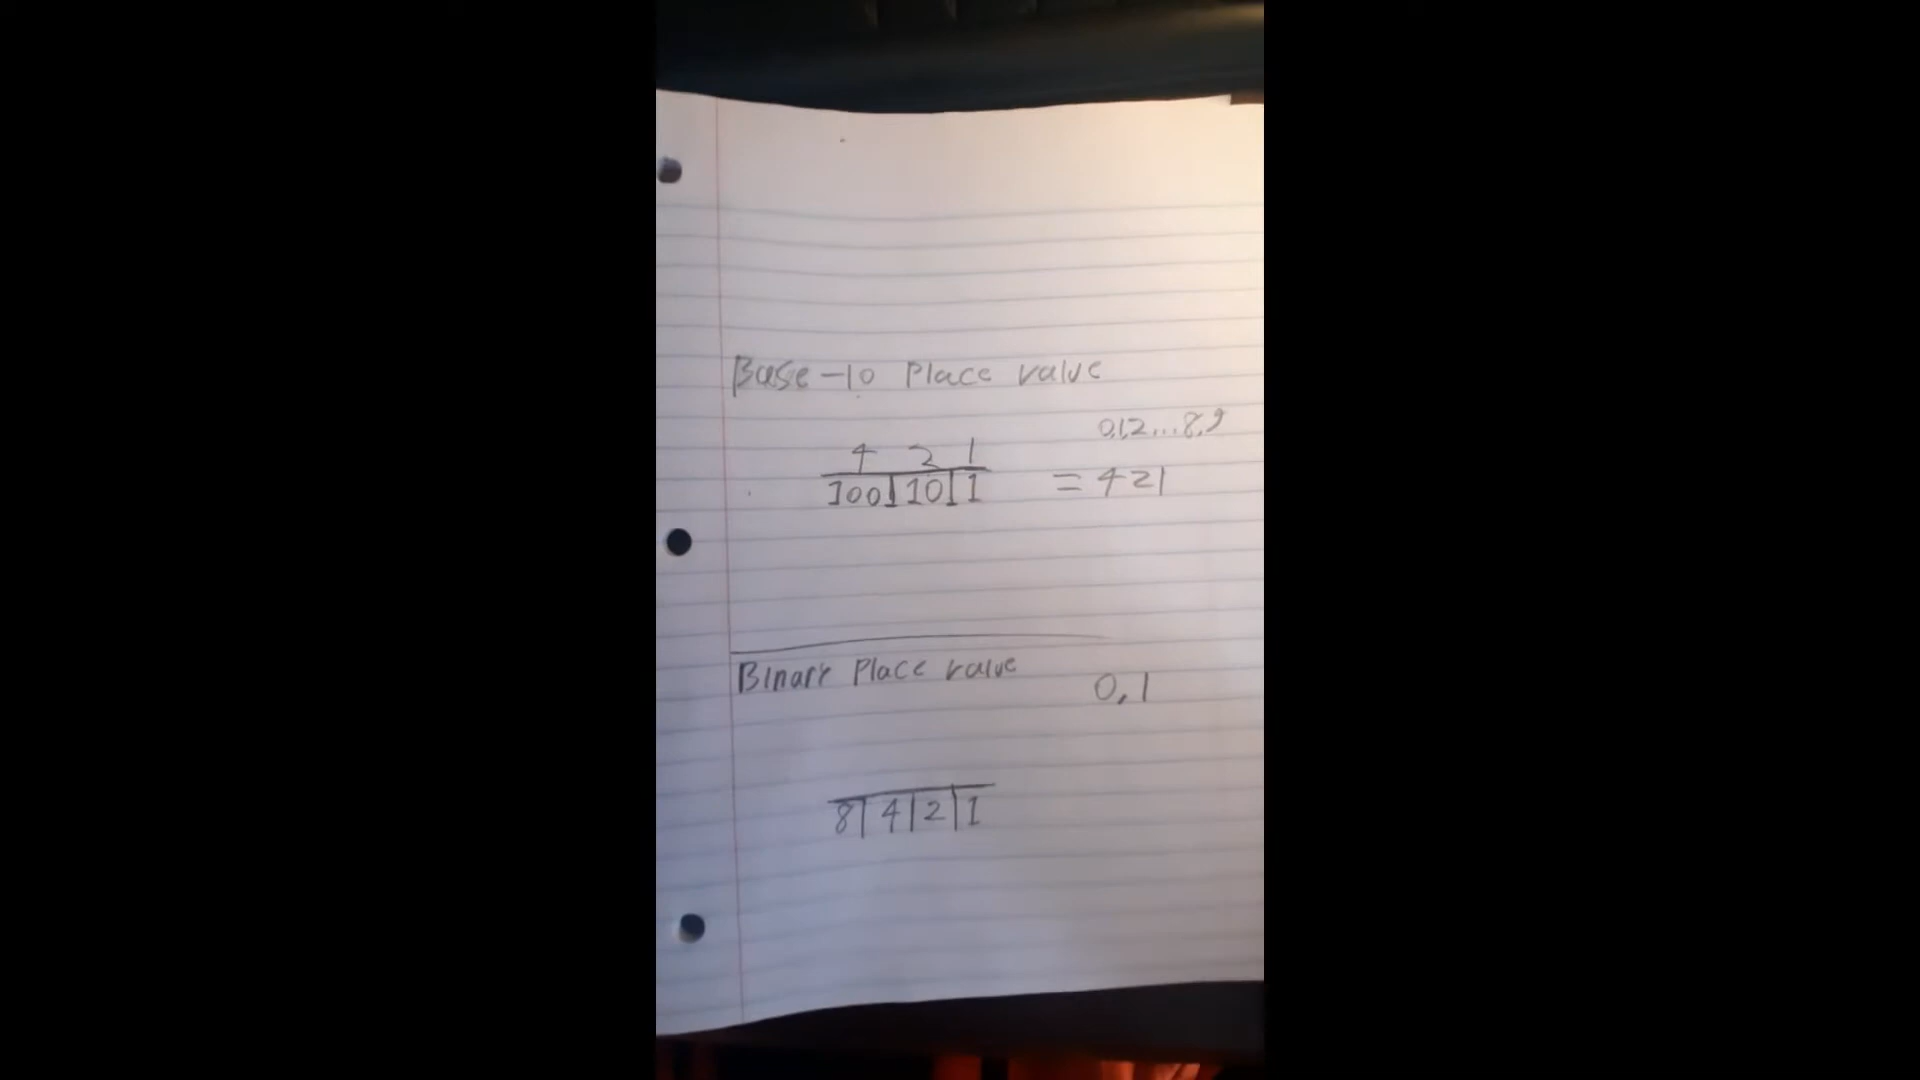 Base-10 Place value
0,1,2...8,9
4 2 1
100|10|1 = 421
Binary Place value
0,1
8|4|2|1